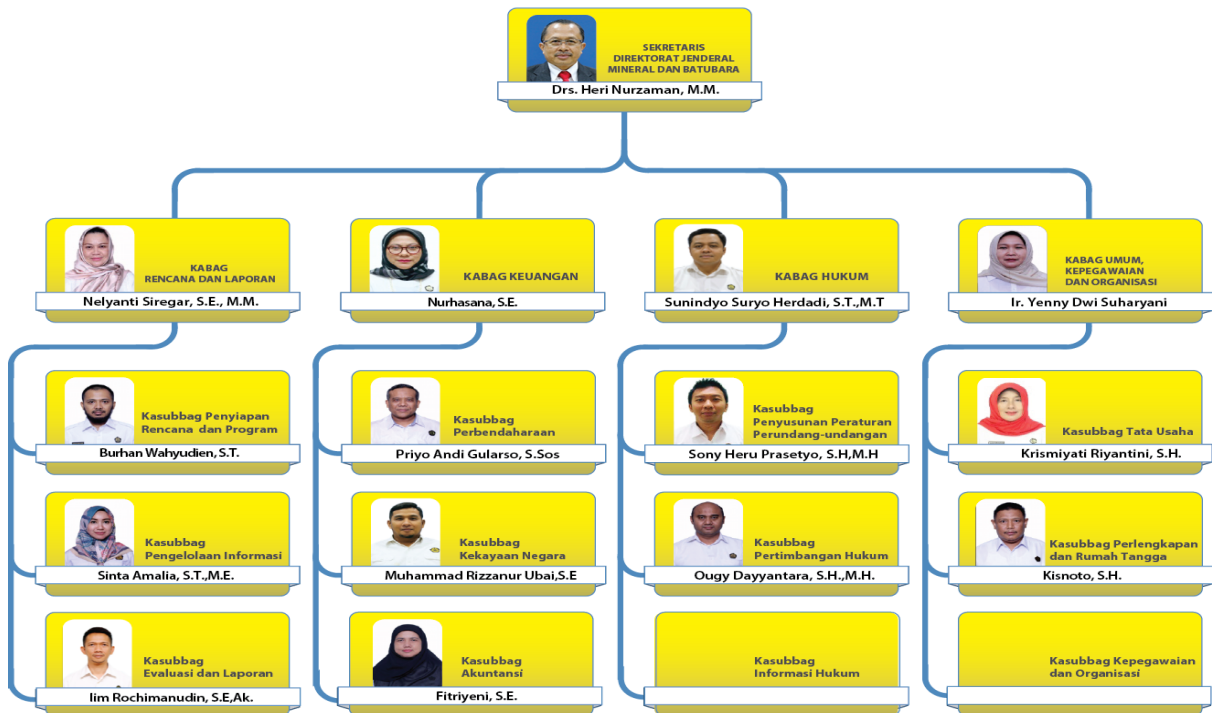 SEKRETARIS
DIREKTORAT JENDERAL
MINERAL DAN BATUBARA
Drs. Heri Nurzaman, M.M.
KABAG
RENCANA DAN LAPORAN
Nelyanti Siregar, S.E., M.M.
KABAG KEUANGAN
Nurhasana, S.E.
KABAG HUKUM
Sunindyo Suryo Herdadi, S.T.,M.T
KABAG UMUM,
KEPEGAWAIAN
DAN ORGANISASI
Ir. Yenny Dwi Suharyani
Kasubbag Penyiapan
Rencana dan Program
Burhan Wahyudien, S.T.
Kasubbag
Perbendaharaan
Priyo Andi Gularso, S.Sos
Kasubbag
Penyusunan Peraturan
Perundang-undangan
Sony Heru Prasetyo, S.H,M.H
Kasubbag Tata Usaha
Krismiyati Riyantini, S.H.
Kasubbag
Pengelolaan Informasi
Sinta Amalia, S.T.,M.E.
Kasubbag
Kekayaan Negara
Muhammad Rizzanur Ubai,S.E
Kasubbag
Pertimbangan Hukum
Ougy Dayyantara, S.H.,M.H.
Kasubbag Perlengkapan
dan Rumah Tangga
Kisnoto, S.H.
Kasubbag
Evaluasi dan Laporan
Iim Rochimanudin, S.E,Ak.
Kasubbag
Akuntansi
Fitriyeni, S.E.
Kasubbag
Informasi Hukum
Kasubbag Kepegawaian
dan Organisasi